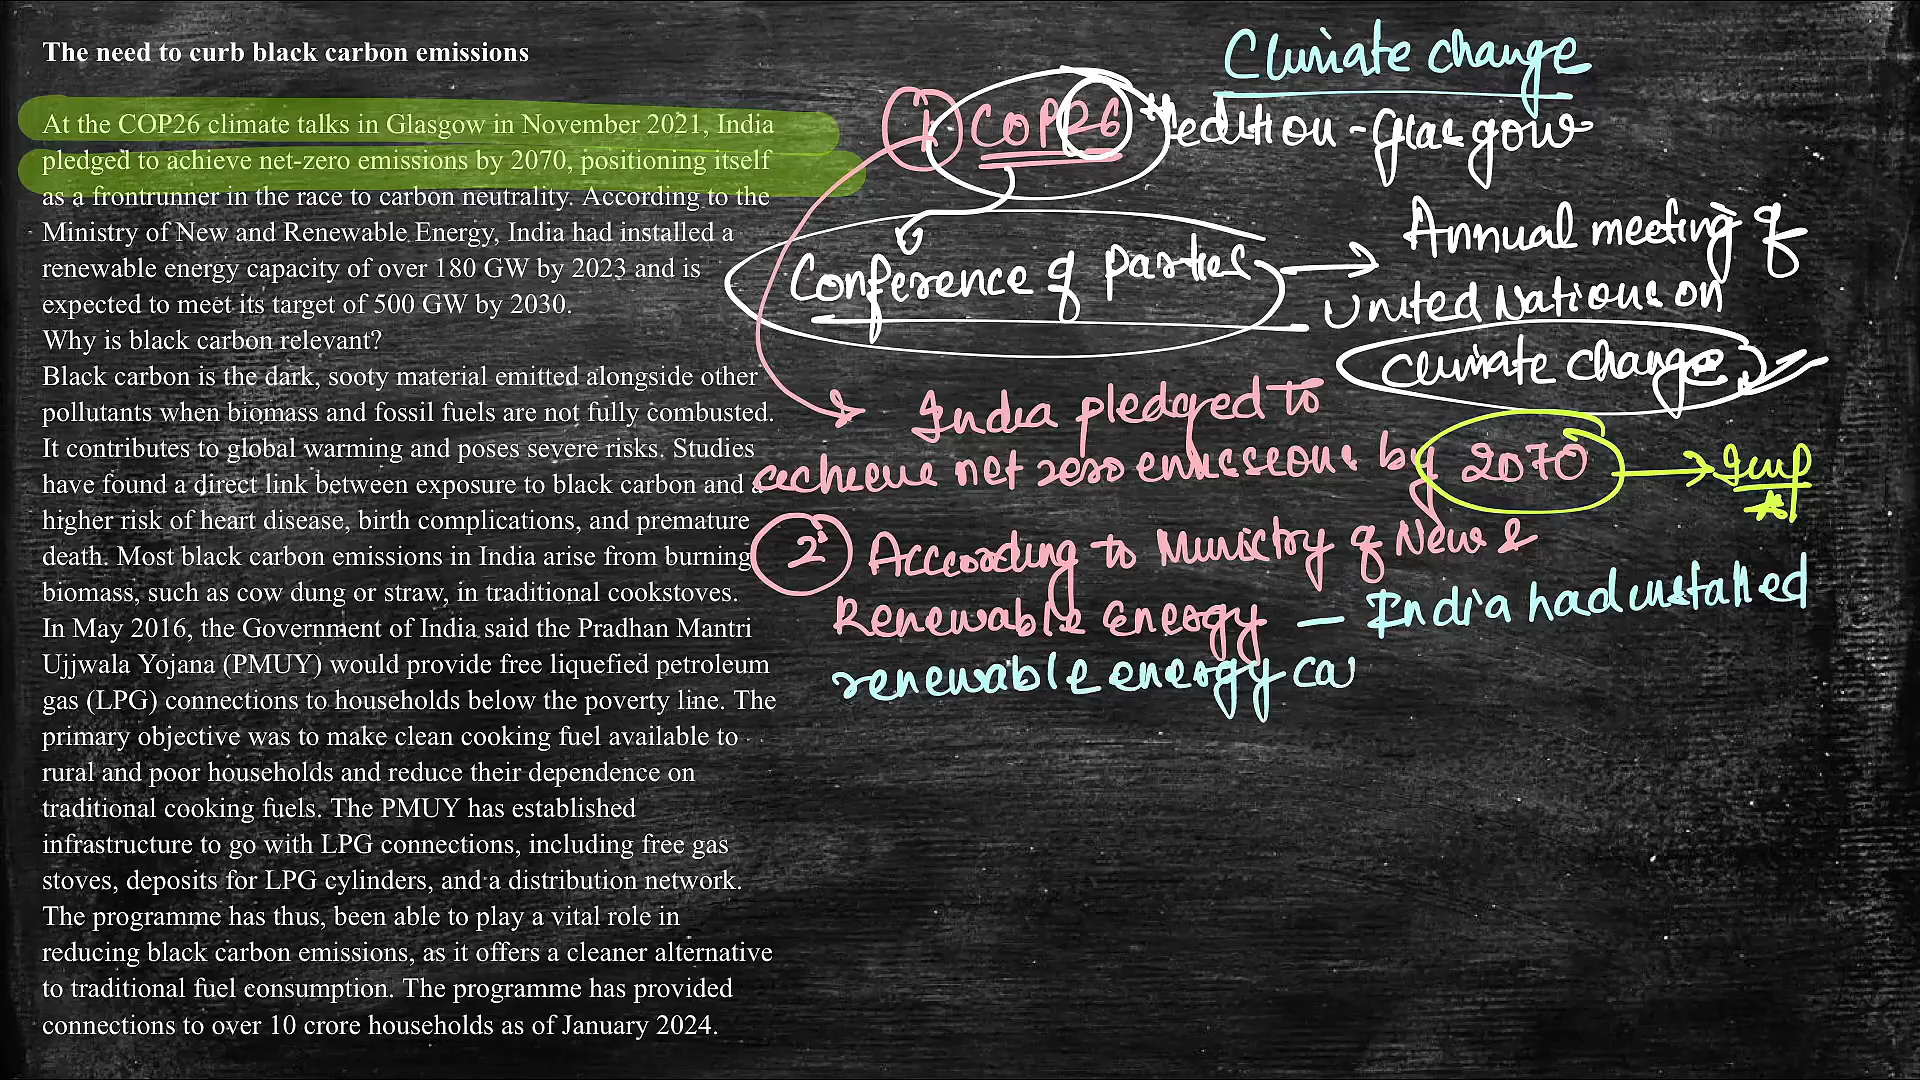 The need to curb black carbon emissions
At the COP26 climate talks in Glasgow in November 2021, India
pledged to achieve net-zero emissions by 2070, positioning itself
as a frontrunner in the race to carbon neutrality. According to the
Ministry of New and Renewable Energy, India had installed a
renewable energy capacity of over 180 GW by 2023 and is
expected to meet its target of 500 GW by 2030.
Why is black carbon relevant?
Black carbon is the dark, sooty material emitted alongside other
pollutants when biomass and fossil fuels are not fully combusted.
It contributes to global warming and poses severe risks. Studies
have found a direct link between exposure to black carbon and a
higher risk of heart disease, birth complications, and premature
death. Most black carbon emissions in India arise from burning
biomass, such as cow dung or straw, in traditional cookstoves.
In May 2016, the Government of India said the Pradhan Mantri
Ujjwala Yojana (PMUY) would provide free liquefied petroleum
gas (LPG) connections to households below the poverty line. The
primary objective was to make clean cooking fuel available to
rural and poor households and reduce their dependence on
traditional cooking fuels. The PMUY has established
infrastructure to go with LPG connections, including free gas
stoves, deposits for LPG cylinders, and a distribution network.
The programme has thus, been able to play a vital role in
reducing black carbon emissions, as it offers a cleaner alternative
to traditional fuel consumption. The programme has provided
connections to over 10 crore households as of January 2024.
Climate change
1 COP26 th edition - Glasgow
Conference of Parties → Annual meeting of
United Nations on
climate change
→ India pledged to
achieve net zero emissions by 2070 → Imp
2 According to Ministry of New &
Renewable Energy — India had installed
renewable energy ca